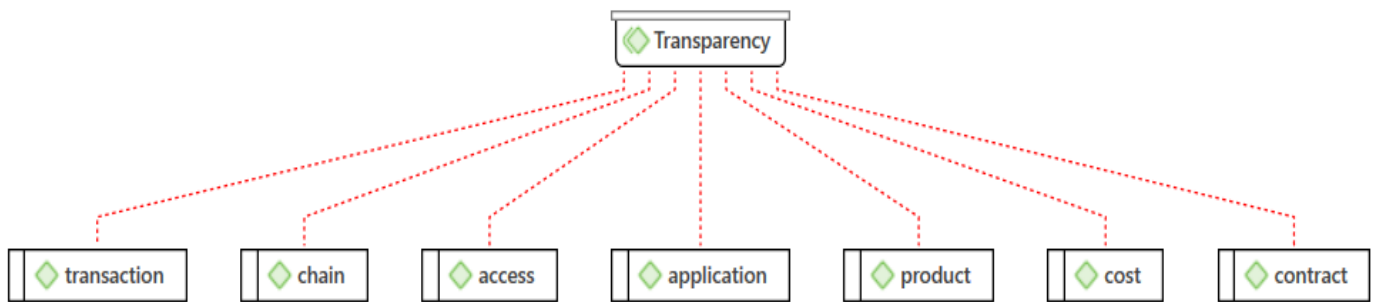 Transparency
transaction
chain
access
application
product
cost
contract